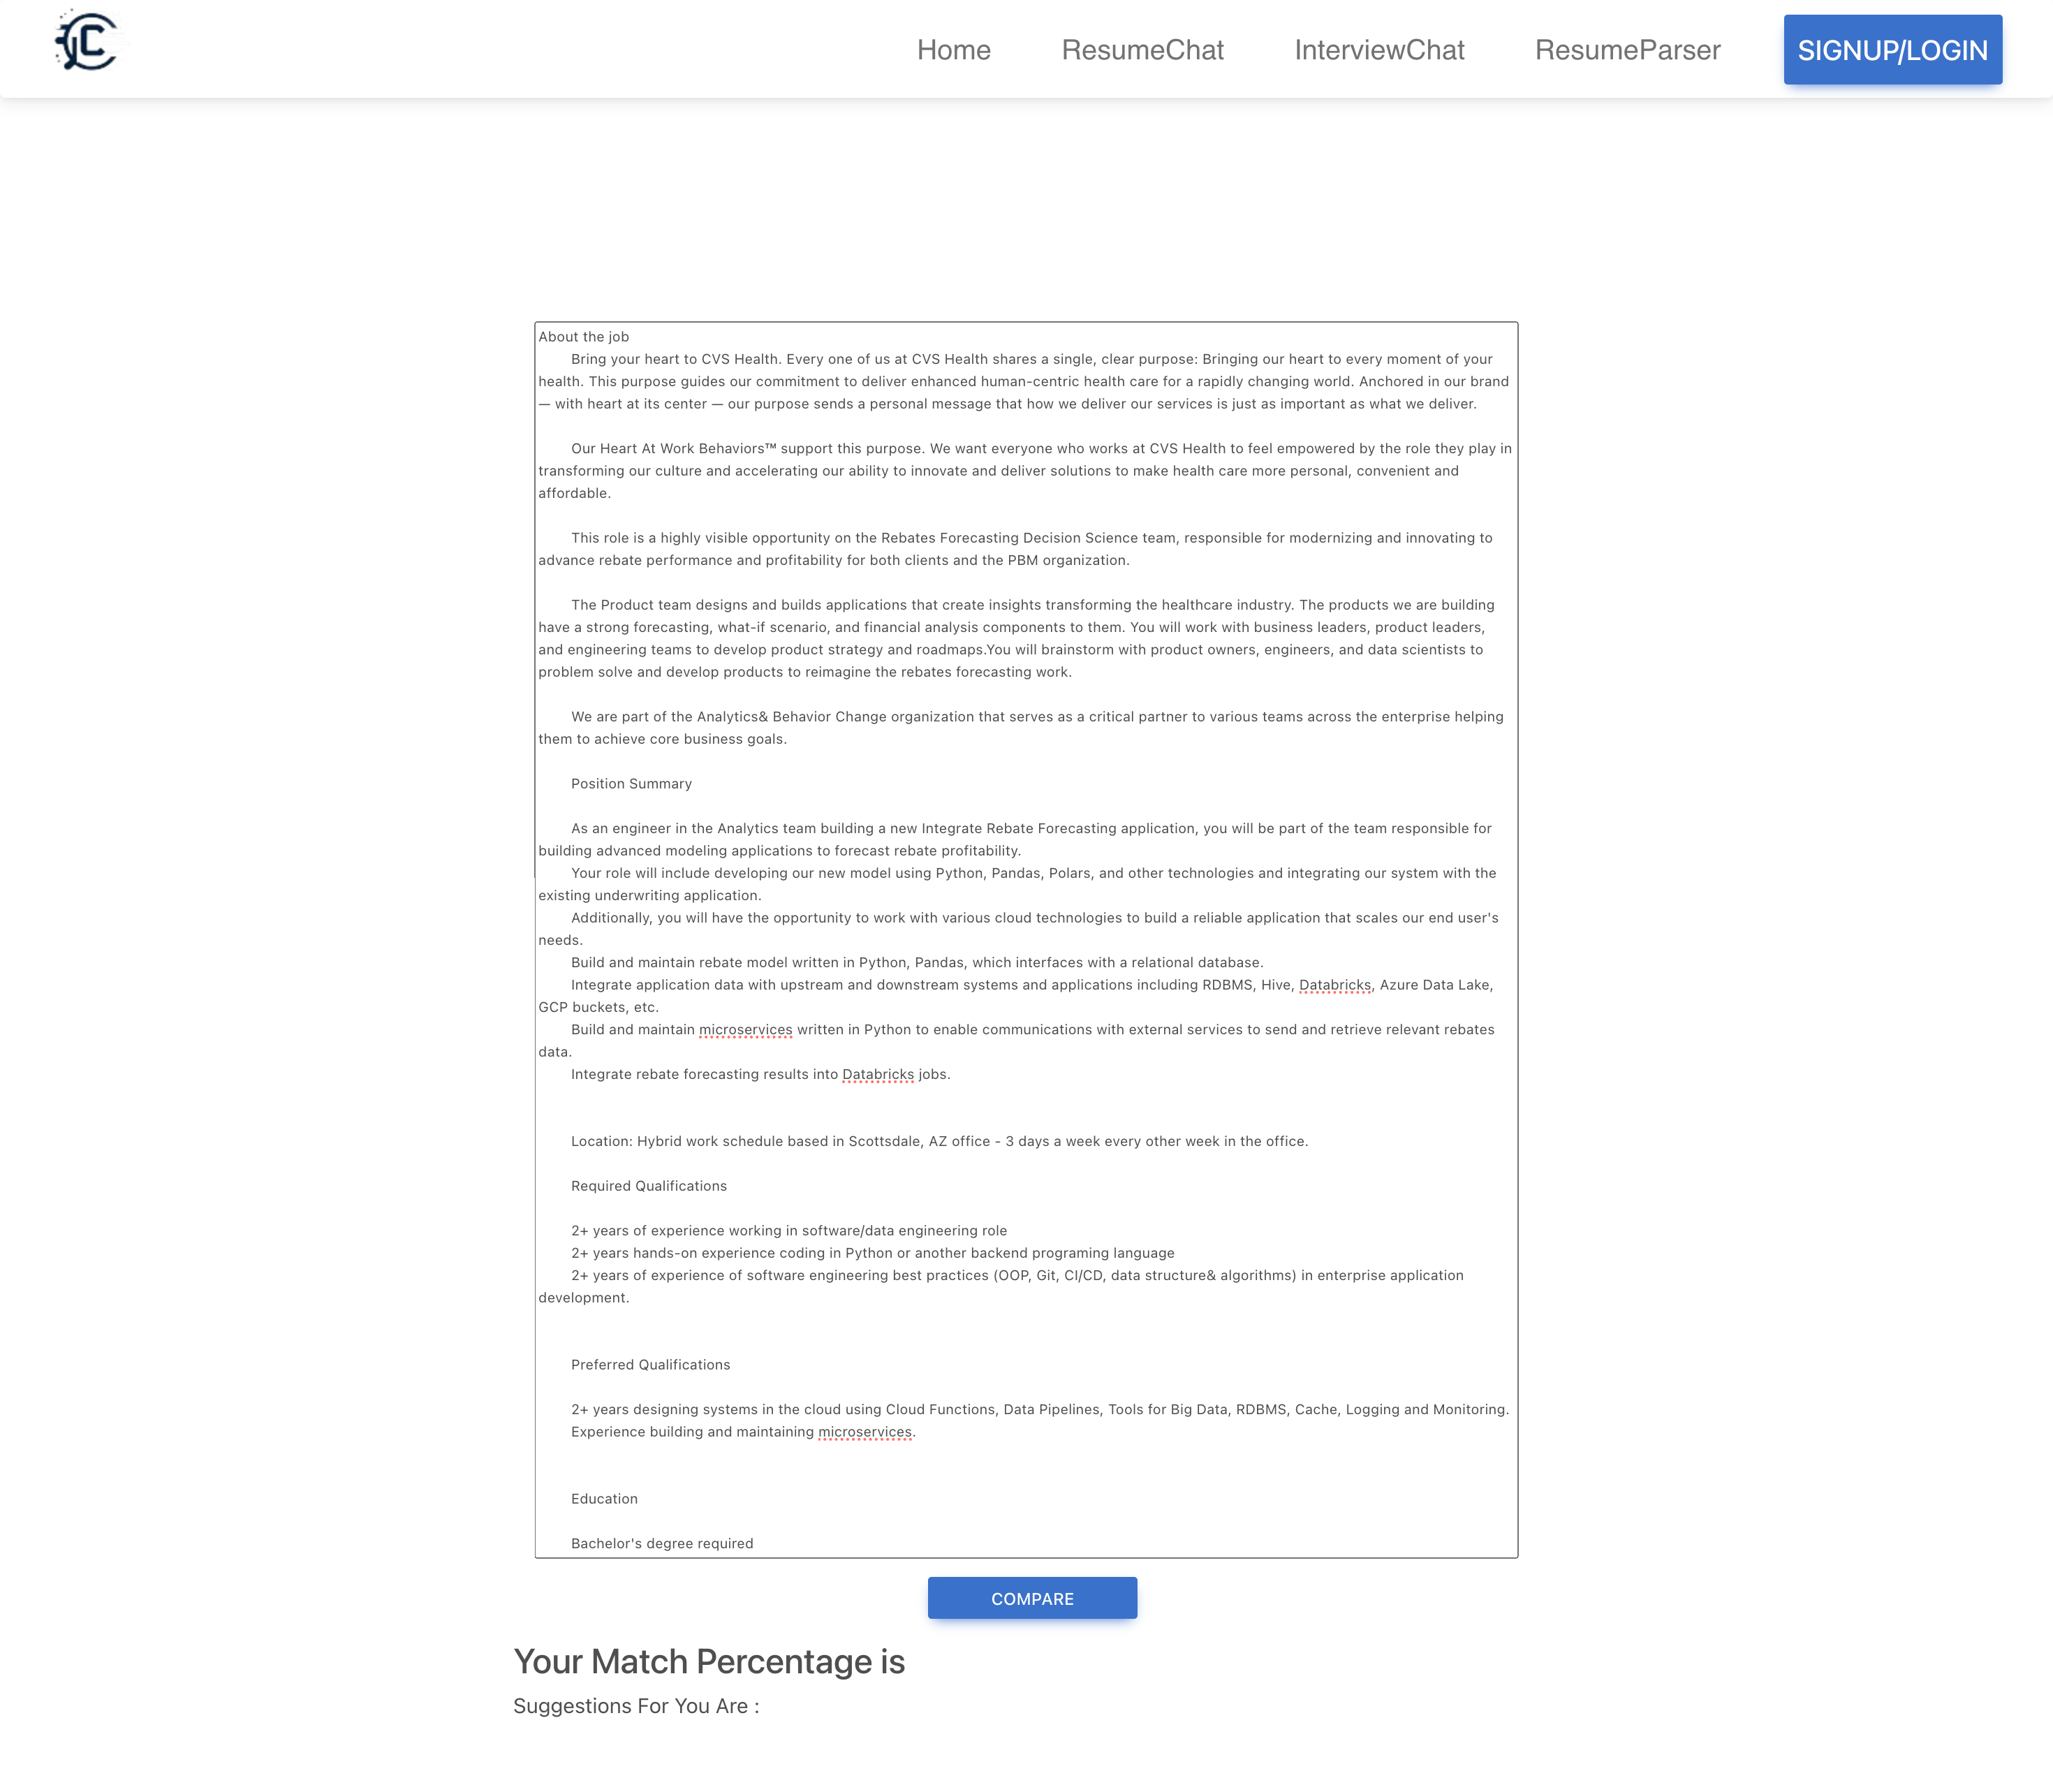 C
Home ResumeChat InterviewChat ResumeParser SIGNUP/LOGIN
About the job
Bring your heart to CVS Health. Every one of us at CVS Health shares a single, clear purpose: Bringing our heart to every moment of your
health. This purpose guides our commitment to deliver enhanced human-centric health care for a rapidly changing world. Anchored in our brand
— with heart at its center — our purpose sends a personal message that how we deliver our services is just as important as what we deliver.
Our Heart At Work Behaviors™ support this purpose. We want everyone who works at CVS Health to feel empowered by the role they play in
transforming our culture and accelerating our ability to innovate and deliver solutions to make health care more personal, convenient and
affordable.
This role is a highly visible opportunity on the Rebates Forecasting Decision Science team, responsible for modernizing and innovating to
advance rebate performance and profitability for both clients and the PBM organization.
The Product team designs and builds applications that create insights transforming the healthcare industry. The products we are building
have a strong forecasting, what-if scenario, and financial analysis components to them. You will work with business leaders, product leaders,
and engineering teams to develop product strategy and roadmaps.You will brainstorm with product owners, engineers, and data scientists to
problem solve and develop products to reimagine the rebates forecasting work.
We are part of the Analytics& Behavior Change organization that serves as a critical partner to various teams across the enterprise helping
them to achieve core business goals.
Position Summary
As an engineer in the Analytics team building a new Integrate Rebate Forecasting application, you will be part of the team responsible for
building advanced modeling applications to forecast rebate profitability.
Your role will include developing our new model using Python, Pandas, Polars, and other technologies and integrating our system with the
existing underwriting application.
Additionally, you will have the opportunity to work with various cloud technologies to build a reliable application that scales our end user's
needs.
Build and maintain rebate model written in Python, Pandas, which interfaces with a relational database.
Integrate application data with upstream and downstream systems and applications including RDBMS, Hive, Databricks, Azure Data Lake,
GCP buckets, etc.
Build and maintain microservices written in Python to enable communications with external services to send and retrieve relevant rebates
data.
Integrate rebate forecasting results into Databricks jobs.
Location: Hybrid work schedule based in Scottsdale, AZ office - 3 days a week every other week in the office.
Required Qualifications
2+ years of experience working in software/data engineering role
2+ years hands-on experience coding in Python or another backend programing language
2+ years of experience of software engineering best practices (OOP, Git, CI/CD, data structure& algorithms) in enterprise application
development.
Preferred Qualifications
2+ years designing systems in the cloud using Cloud Functions, Data Pipelines, Tools for Big Data, RDBMS, Cache, Logging and Monitoring.
Experience building and maintaining microservices.
Education
Bachelor's degree required
COMPARE
Your Match Percentage is
Suggestions For You Are :